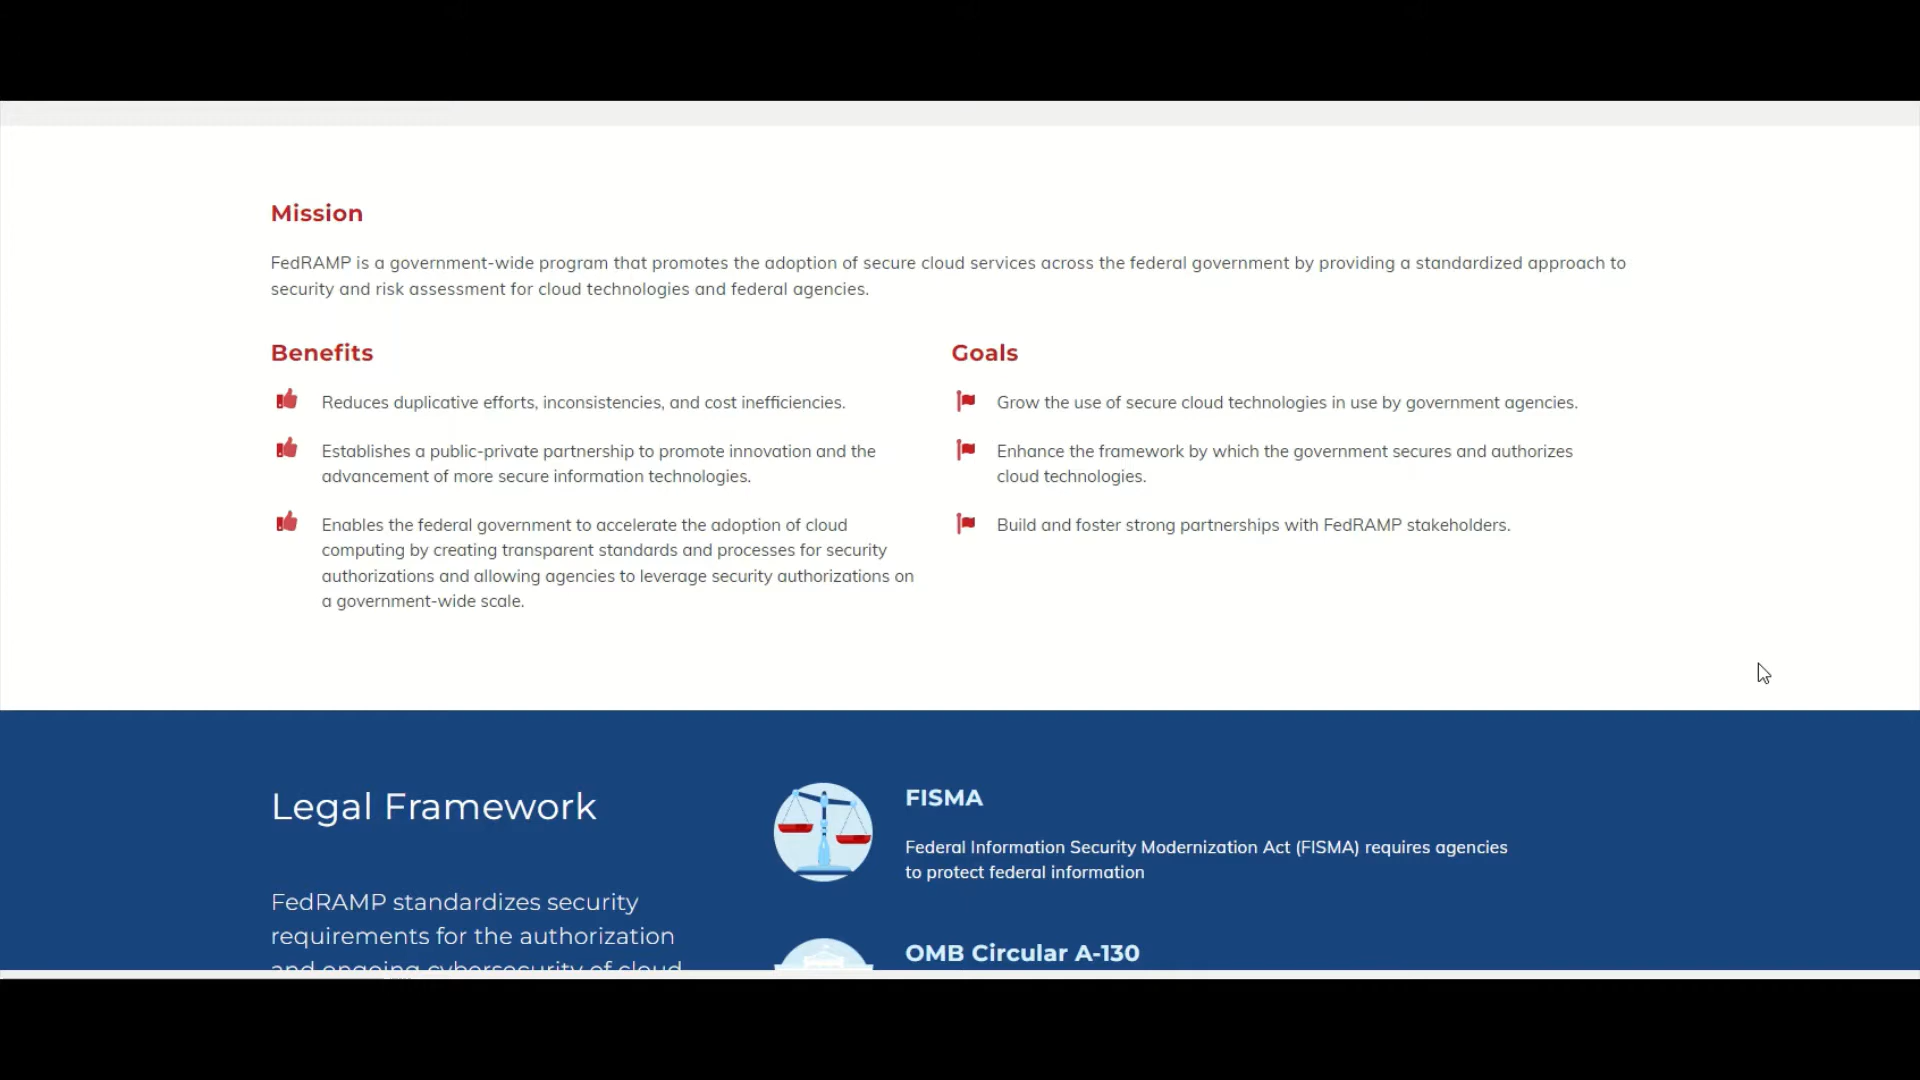 Mission
FedRAMP is a government-wide program that promotes the adoption of secure cloud services across the federal government by providing a standardized approach to
security and risk assessment for cloud technologies and federal agencies.
Benefits
Reduces duplicative efforts, inconsistencies, and cost inefficiencies.
Establishes a public-private partnership to promote innovation and the
advancement of more secure information technologies.
Enables the federal government to accelerate the adoption of cloud
computing by creating transparent standards and processes for security
authorizations and allowing agencies to leverage security authorizations on
a government-wide scale.
Goals
Grow the use of secure cloud technologies in use by government agencies.
Enhance the framework by which the government secures and authorizes
cloud technologies.
Build and foster strong partnerships with FedRAMP stakeholders.
Legal Framework
FedRAMP standardizes security
requirements for the authorization
and ongoing cybersecurity of cloud
FISMA
Federal Information Security Modernization Act (FISMA) requires agencies
to protect federal information
OMB Circular A-130